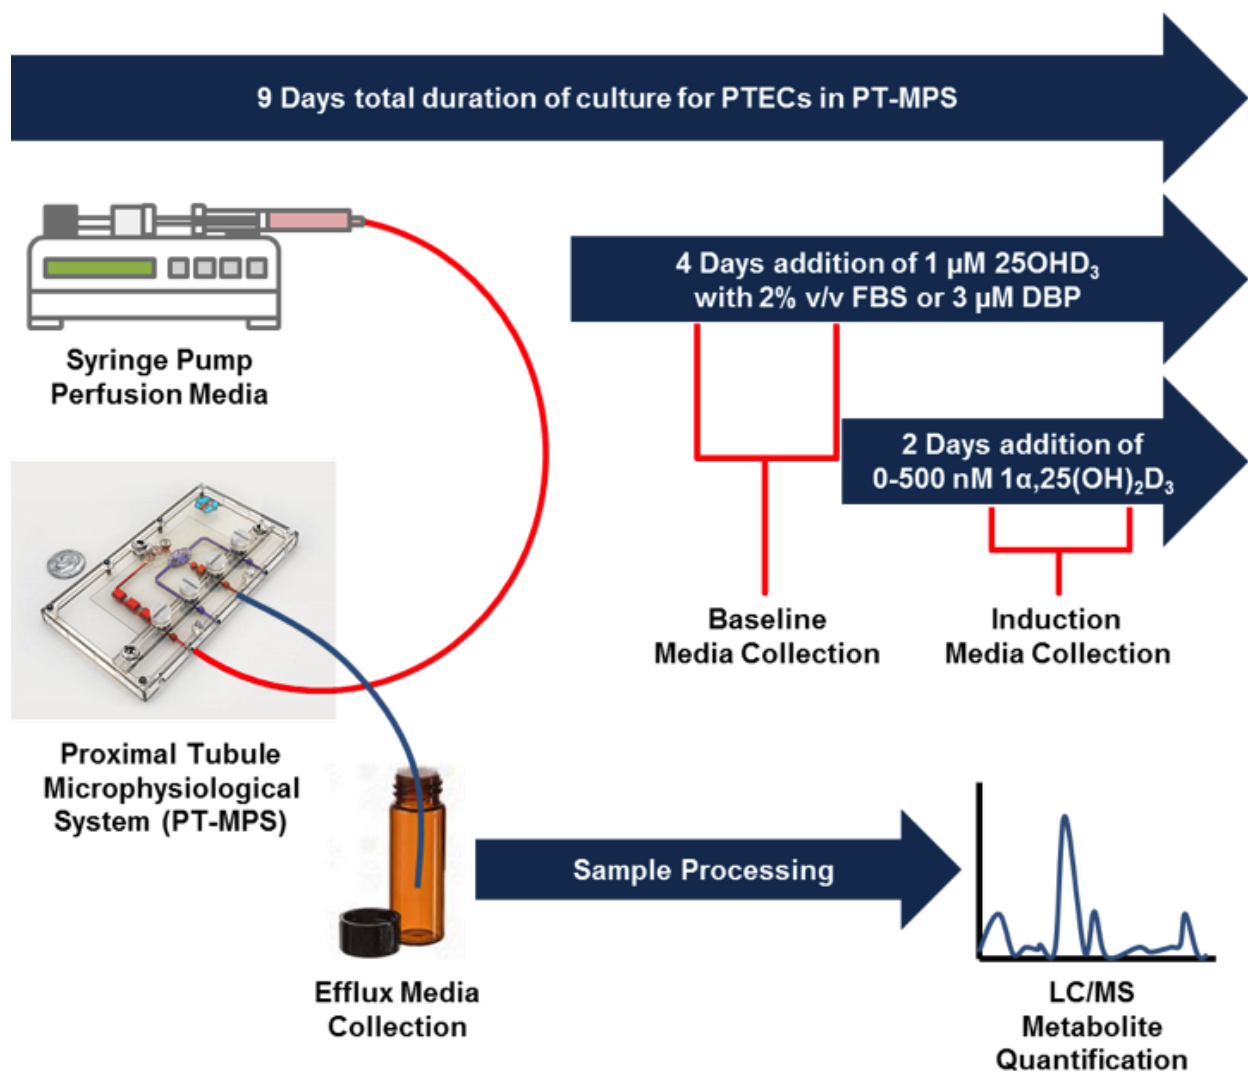 9 Days total duration of culture for PTECs in PT-MPS
4 Days addition of 1 µM 25OHD₃
with 2% v/v FBS or 3 µM DBP
Syringe Pump
Perfusion Media
2 Days addition of
0-500 nM 1α,25(OH)₂D₃
Baseline
Media Collection
Induction
Media Collection
Proximal Tubule
Microphysiological
System (PT-MPS)
Sample Processing
Efflux Media
Collection
LC/MS
Metabolite
Quantification